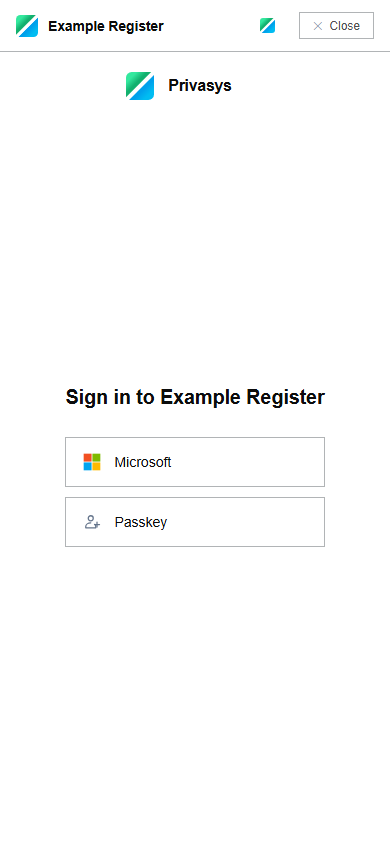 Example Register
Close
Privasys
Sign in to Example Register
Microsoft
Passkey